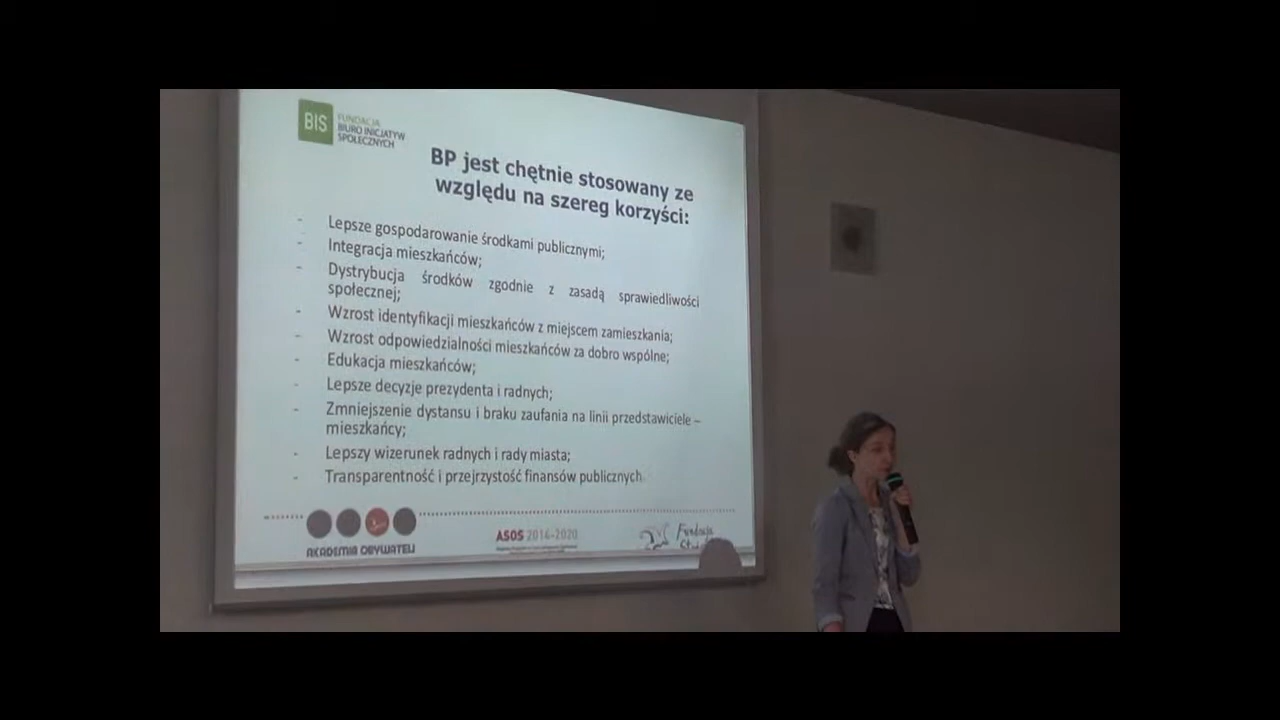 BIS
FUNDACJA
BIURO INICJATYW
SPOŁECZNYCH
BP jest chętnie stosowany ze
względu na szereg korzyści:
- Lepsze gospodarowanie środkami publicznymi;
- Integracja mieszkańców;
- Dystrybucja środków zgodnie z zasadą sprawiedliwości
społecznej;
- Wzrost identyfikacji mieszkańców z miejscem zamieszkania;
- Wzrost odpowiedzialności mieszkańców za dobro wspólne;
- Edukacja mieszkańców;
- Lepsze decyzje prezydenta i radnych;
- Zmniejszenie dystansu i braku zaufania na linii przedstawiciele –
mieszkańcy;
- Lepszy wizerunek radnych i rady miasta;
- Transparentność i przejrzystość finansów publicznych.
AKADEMIA OBYWATELI
ASOS 2014-2020
Fundacja